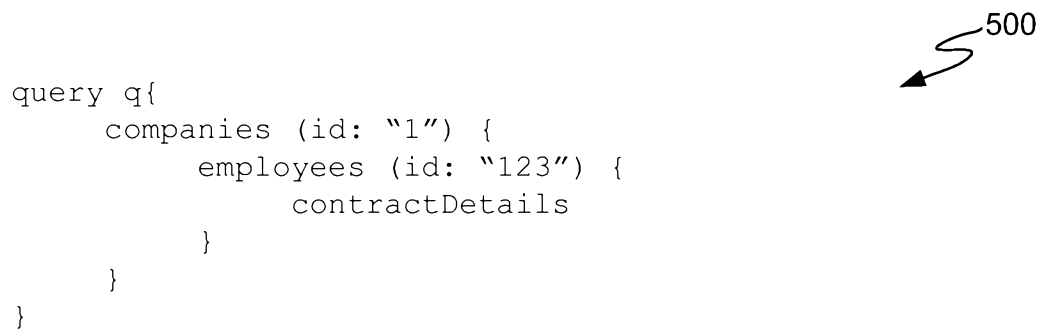 500
query q{
companies (id: “1”) {
employees (id: “123”) {
contractDetails
}
}
}